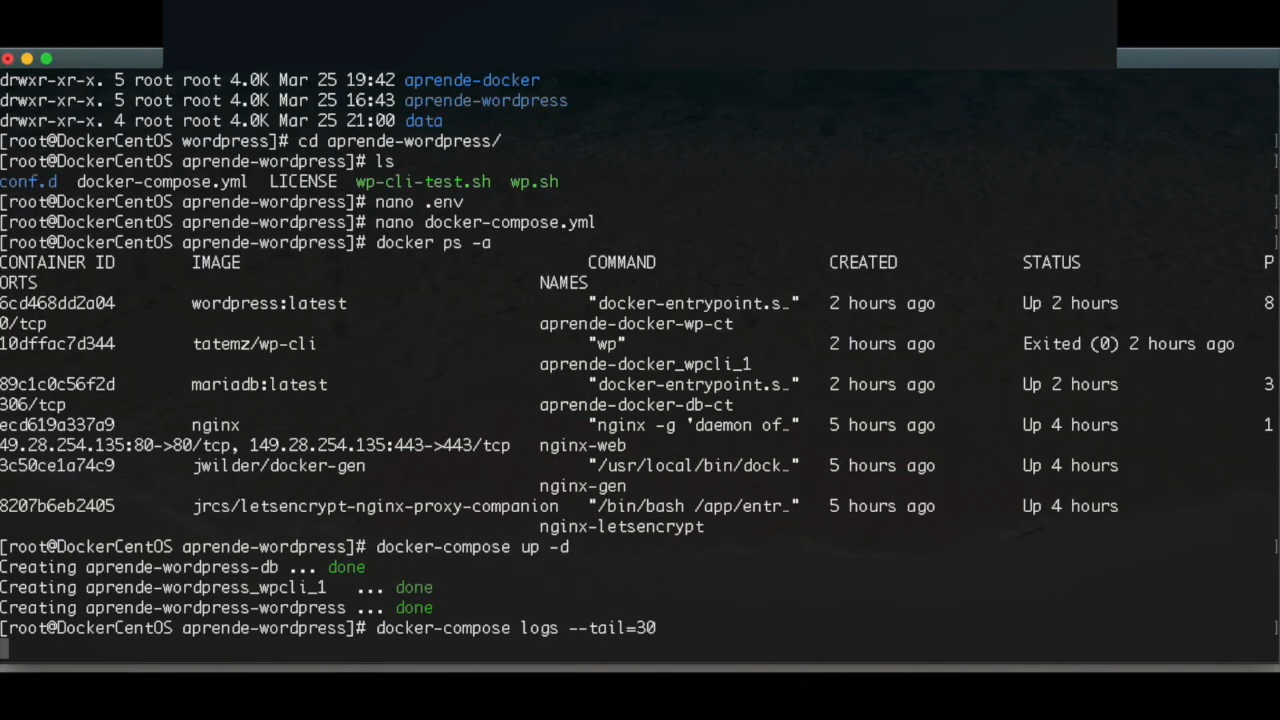 drwxr-xr-x. 5 root root 4.0K Mar 25 19:42 aprende-docker
drwxr-xr-x. 5 root root 4.0K Mar 25 16:43 aprende-wordpress
drwxr-xr-x. 4 root root 4.0K Mar 25 21:00 data
[root@DockerCentOS wordpress]# cd aprende-wordpress/
[root@DockerCentOS aprende-wordpress]# ls
conf.d  docker-compose.yml  LICENSE  wp-cli-test.sh  wp.sh
[root@DockerCentOS aprende-wordpress]# nano .env
[root@DockerCentOS aprende-wordpress]# nano docker-compose.yml
[root@DockerCentOS aprende-wordpress]# docker ps -a
CONTAINER ID        IMAGE                                    COMMAND                  CREATED             STATUS                   P
ORTS                                                    NAMES
6cd468dd2a04        wordpress:latest                         "docker-entrypoint.s…"   2 hours ago         Up 2 hours               8
0/tcp                                                   aprende-docker-wp-ct
10dffac7d344        tatemz/wp-cli                            "wp"                     2 hours ago         Exited (0) 2 hours ago
                                                        aprende-docker_wpcli_1
89c1c0c56f2d        mariadb:latest                           "docker-entrypoint.s…"   2 hours ago         Up 2 hours               3
306/tcp                                                 aprende-docker-db-ct
ecd619a337a9        nginx                                    "nginx -g 'daemon of…"   5 hours ago         Up 4 hours               1
49.28.254.135:80->80/tcp, 149.28.254.135:443->443/tcp   nginx-web
3c50ce1a74c9        jwilder/docker-gen                       "/usr/local/bin/dock…"   5 hours ago         Up 4 hours
                                                        nginx-gen
8207b6eb2405        jrcs/letsencrypt-nginx-proxy-companion   "/bin/bash /app/entr…"   5 hours ago         Up 4 hours
                                                        nginx-letsencrypt
[root@DockerCentOS aprende-wordpress]# docker-compose up -d
Creating aprende-wordpress-db ... done
Creating aprende-wordpress_wpcli_1   ... done
Creating aprende-wordpress-wordpress ... done
[root@DockerCentOS aprende-wordpress]# docker-compose logs --tail=30